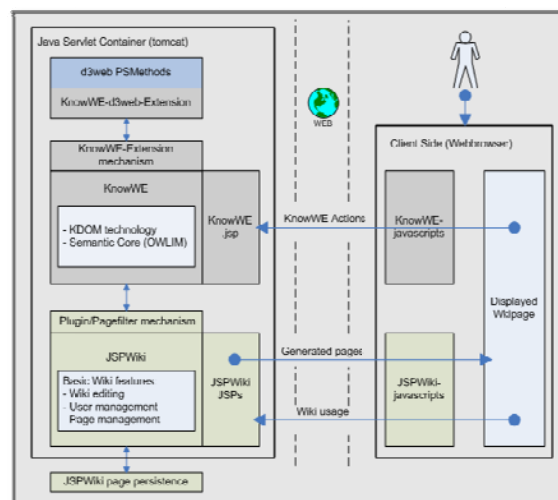 Java Servlet Container (tomcat)
d3web PSMethods
KnowWE-d3web-Extension
KnowWE-Extension
mechanism
KnowWE
- KDOM technology
- Semantic Core (OWLIM)
KnowWE
.jsp
Plugin/Pagefilter mechanism
JSPWiki
Basic Wiki features
- Wiki editing
- User management
- Page management
JSPWiki
JSPs
JSPWiki page persistence
WEB
KnowWE Actions
Generated pages
Wiki usage
Client Side (Webbrowser)
KnowWE-
javascripts
JSPWiki-
javascripts
Displayed
Wikipage